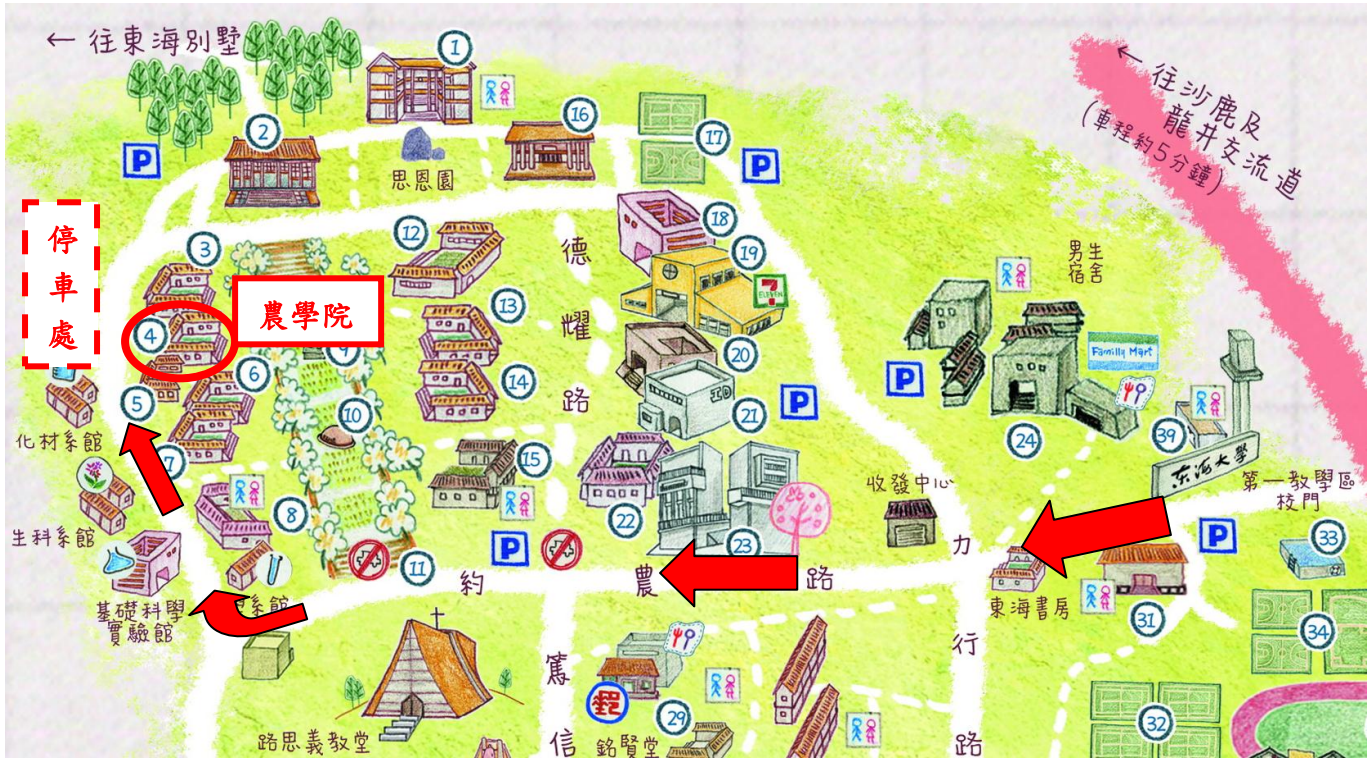 ← 往東海別墅
1
← 往沙鹿及
龍井交流道
(車程約5分鐘)
2
16
17
P
P
思恩園
停車處
3
12
18
德耀路
19
7
ELEVEN
農學院
4
13
男生
宿舍
9
20
Familly Mart
6
14
P
5
10
21
ID
P
化材系館
24
39
東海大學
7
15
收發中心
第一教學區
校門
8
22
生科系館
23
P
11
P
33
約農路
力行路
基礎科學
實驗館
系館
東海書房
31
34
篤信
郵
29
32
路思義教堂
銘賢堂